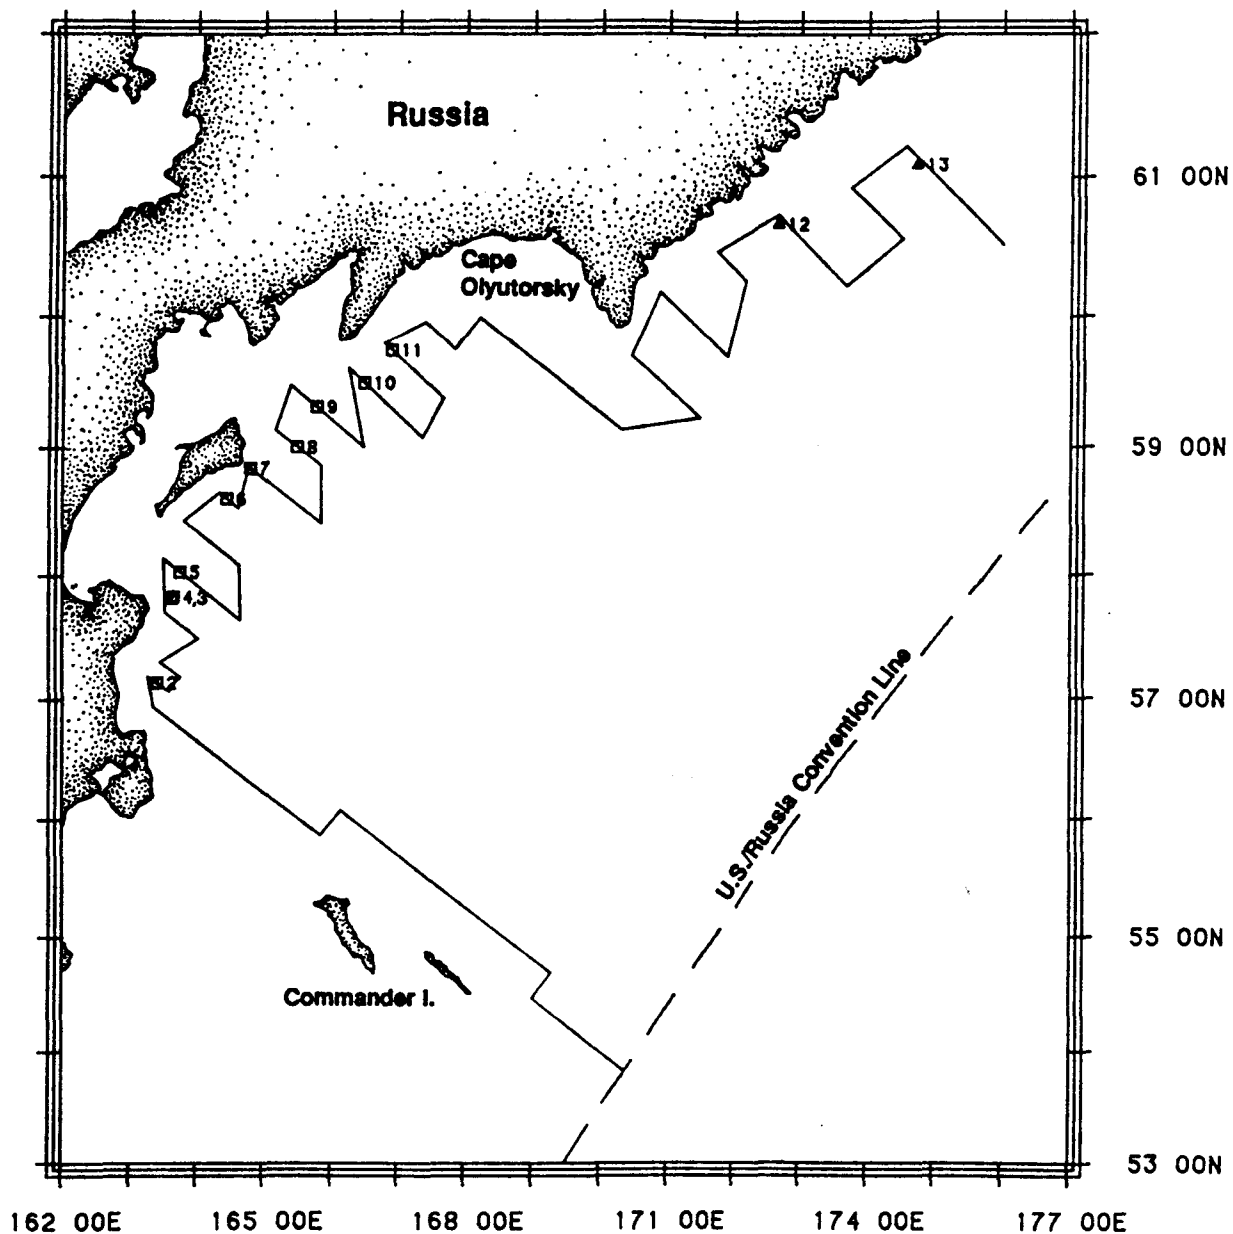 Russia
13
61 00N
12
Cape
Olyutorsky
11
10
9
8
59 00N
7
6
5
4,3
U.S./Russia Convention Line
2
57 00N
55 00N
Commander I.
53 00N
162 00E 165 00E 168 00E 171 00E 174 00E 177 00E